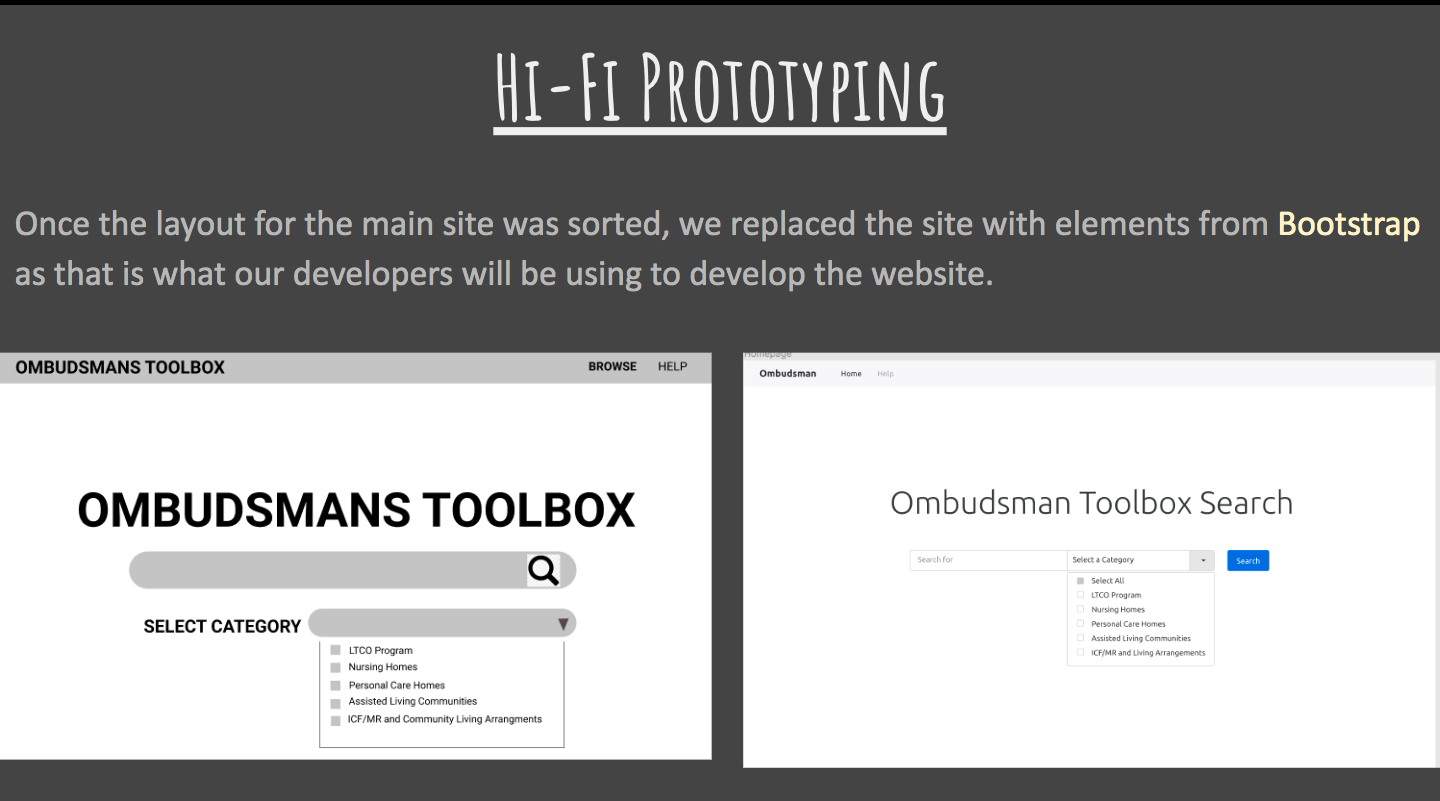 Hi-Fi Prototyping
Once the layout for the main site was sorted, we replaced the site with elements from Bootstrap
as that is what our developers will be using to develop the website.
OMBUDSMANS TOOLBOX BROWSE HELP
OMBUDSMANS TOOLBOX
SELECT CATEGORY
LTCO Program
Nursing Homes
Personal Care Homes
Assisted Living Communities
ICF/MR and Community Living Arrangments
Homepage
Ombudsman Home Help
Ombudsman Toolbox Search
Search for Select a Category Search
Select All
LTCO Program
Nursing Homes
Personal Care Homes
Assisted Living Communities
ICF/MR and Living Arrangements